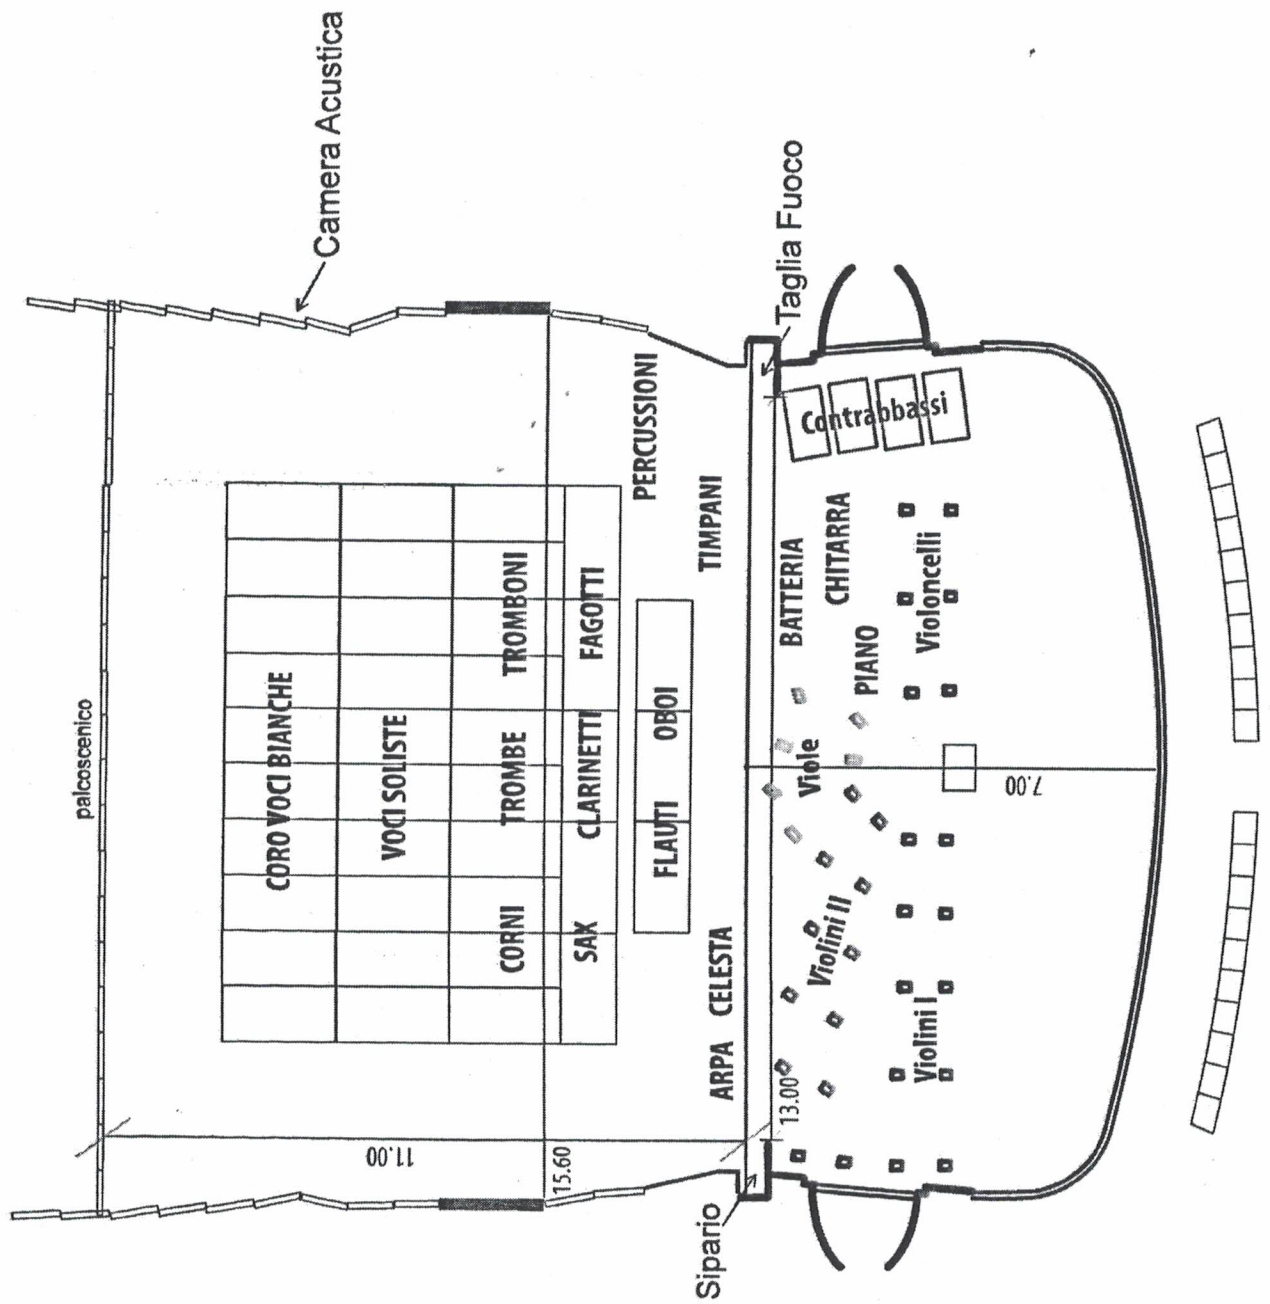 Camera Acustica
palcoscenico
CORO VOCI BIANCHE
VOCI SOLISTE
CORNI TROMBE TROMBONI
SAX CLARINETTI FAGOTTI
FLAUTI OBOI
PERCUSSIONI
11.00
15.60
ARPA CELESTA TIMPANI
Sipario
Taglia Fuoco
13.00
BATTERIA
CHITARRA
PIANO
Viole
Contrabbassi
Violini II
Violini I
Violoncelli
7.00